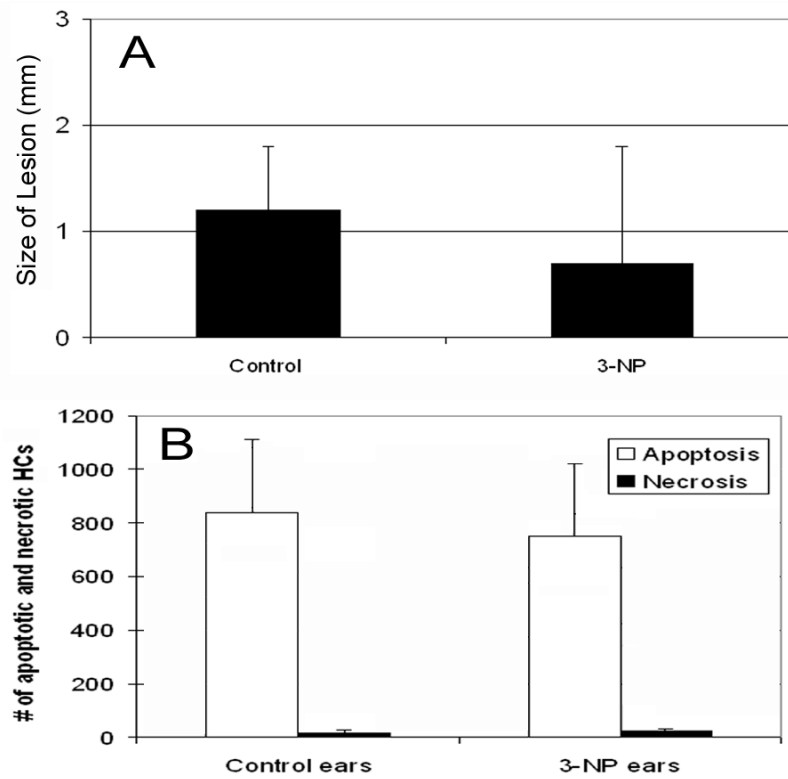 A
Size of Lesion (mm)
3
2
1
0
Control 3-NP
B
# of apoptotic and necrotic HCs
1200
1000
800
600
400
200
0
Apoptosis
Necrosis
Control ears 3-NP ears